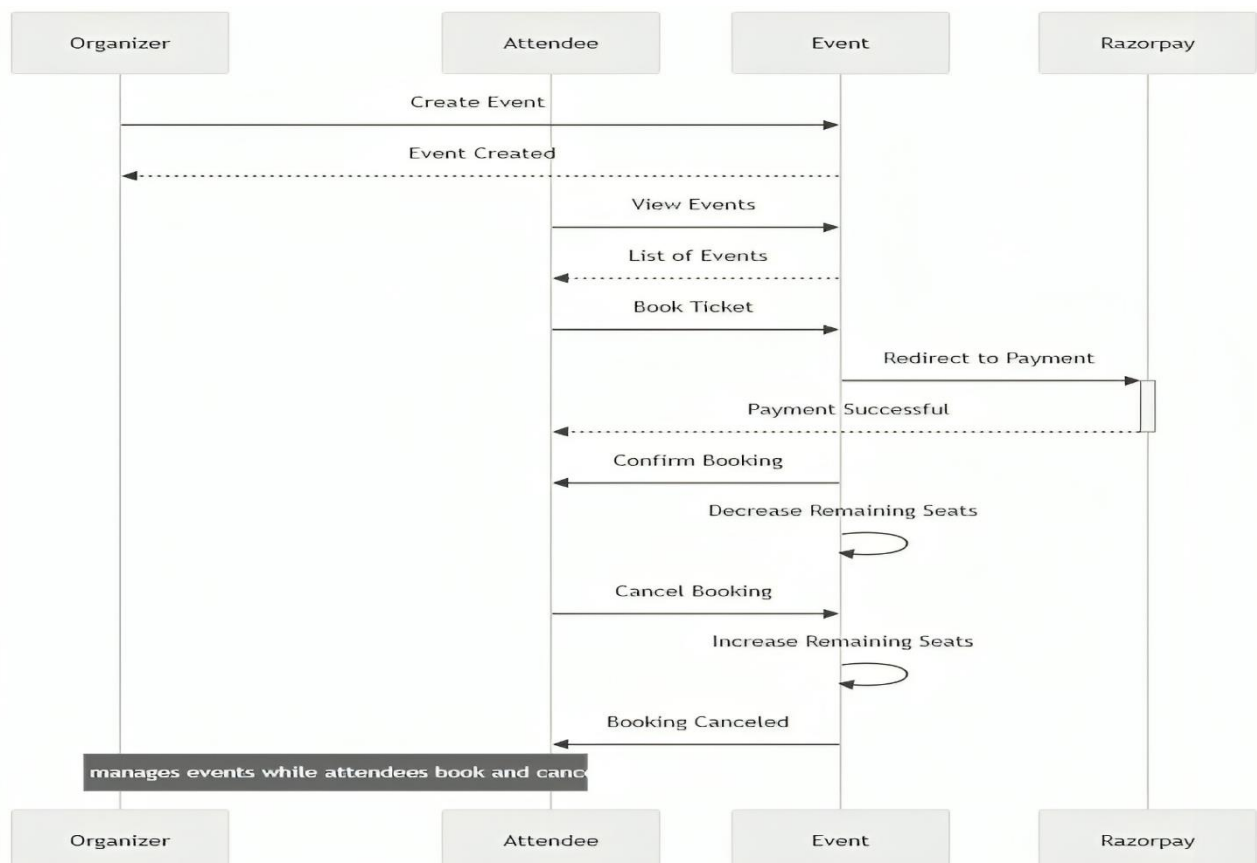 Organizer Attendee Event Razorpay
Create Event
Event Created
View Events
List of Events
Book Ticket
Redirect to Payment
Payment Successful
Confirm Booking
Decrease Remaining Seats
Cancel Booking
Increase Remaining Seats
Booking Canceled
manages events while attendees book and
Organizer Attendee Event Razorpay